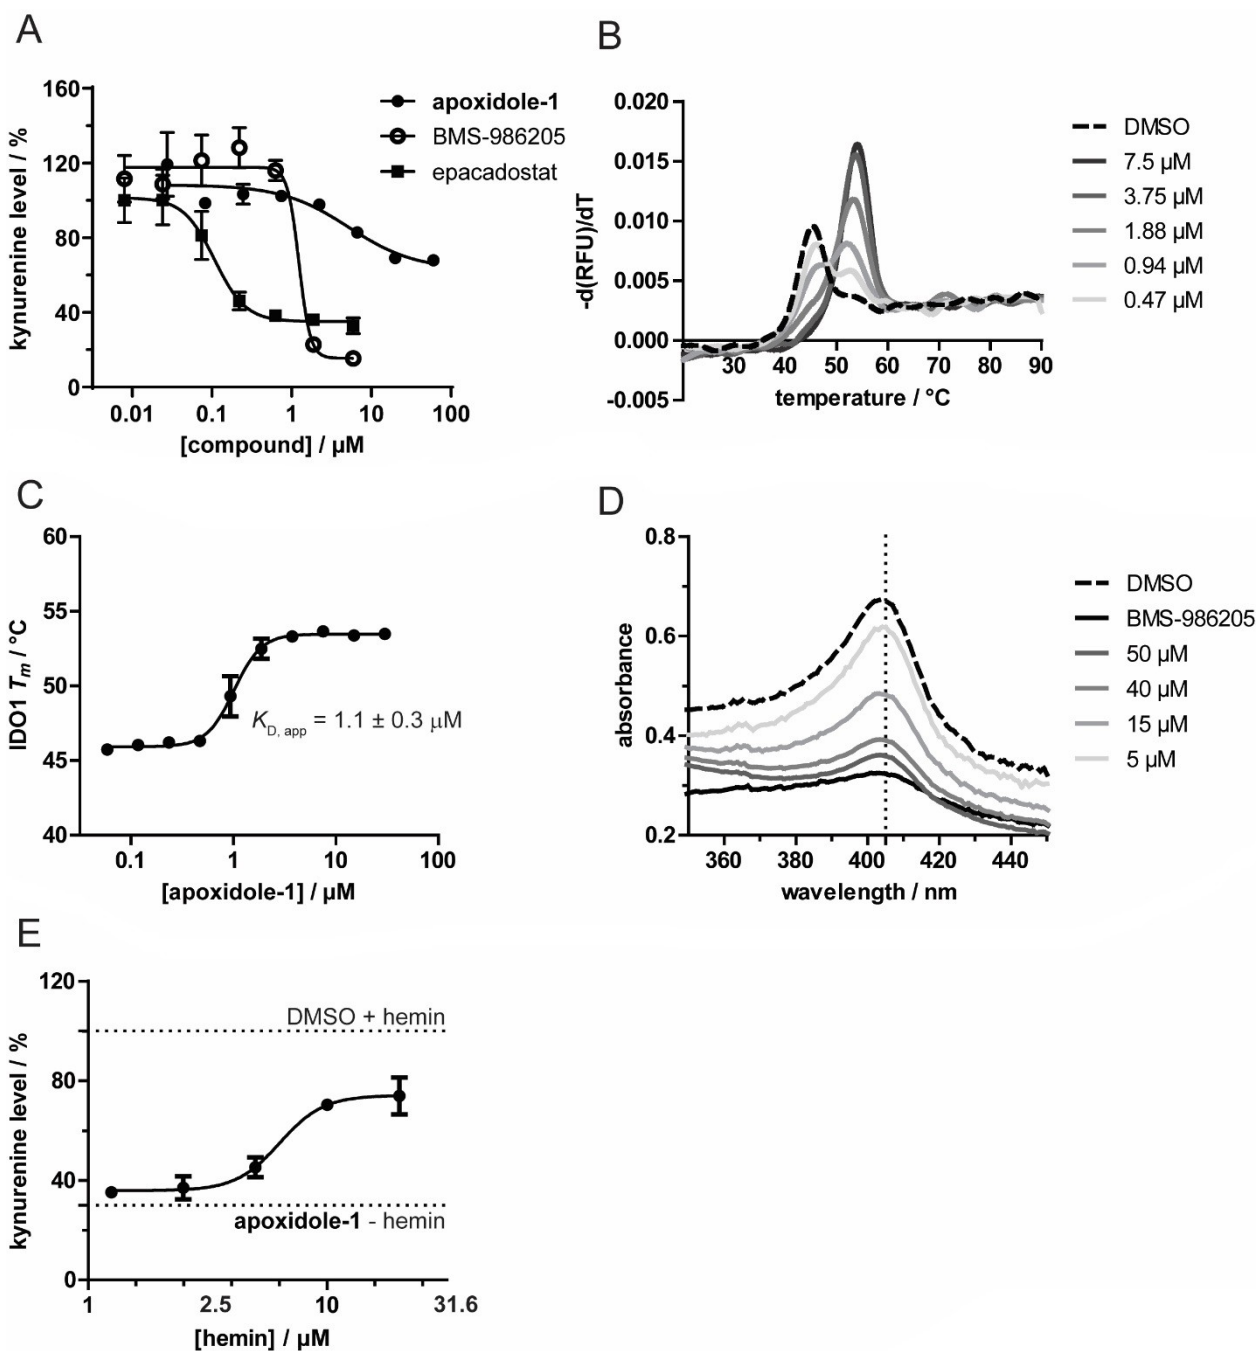 A
160
120
80
40
0
kynurenine level / %
0.01 0.1 1 10 100
[compound] / µM
apoxidole-1
BMS-986205
epacadostat
B
0.020
0.015
0.010
0.005
0.000
-0.005
-d(RFU)/dT
30 40 50 60 70 80 90
temperature / °C
DMSO
7.5 µM
3.75 µM
1.88 µM
0.94 µM
0.47 µM
C
60
55
50
45
40
IDO1 Tm / °C
KD, app = 1.1 ± 0.3 µM
0.1 1 10 100
[apoxidole-1] / µM
D
0.8
0.6
0.4
0.2
absorbance
360 380 400 420 440
wavelength / nm
DMSO
BMS-986205
50 µM
40 µM
15 µM
5 µM
E
120
80
40
0
kynurenine level / %
DMSO + hemin
apoxidole-1 - hemin
1 2.5 10 31.6
[hemin] / µM